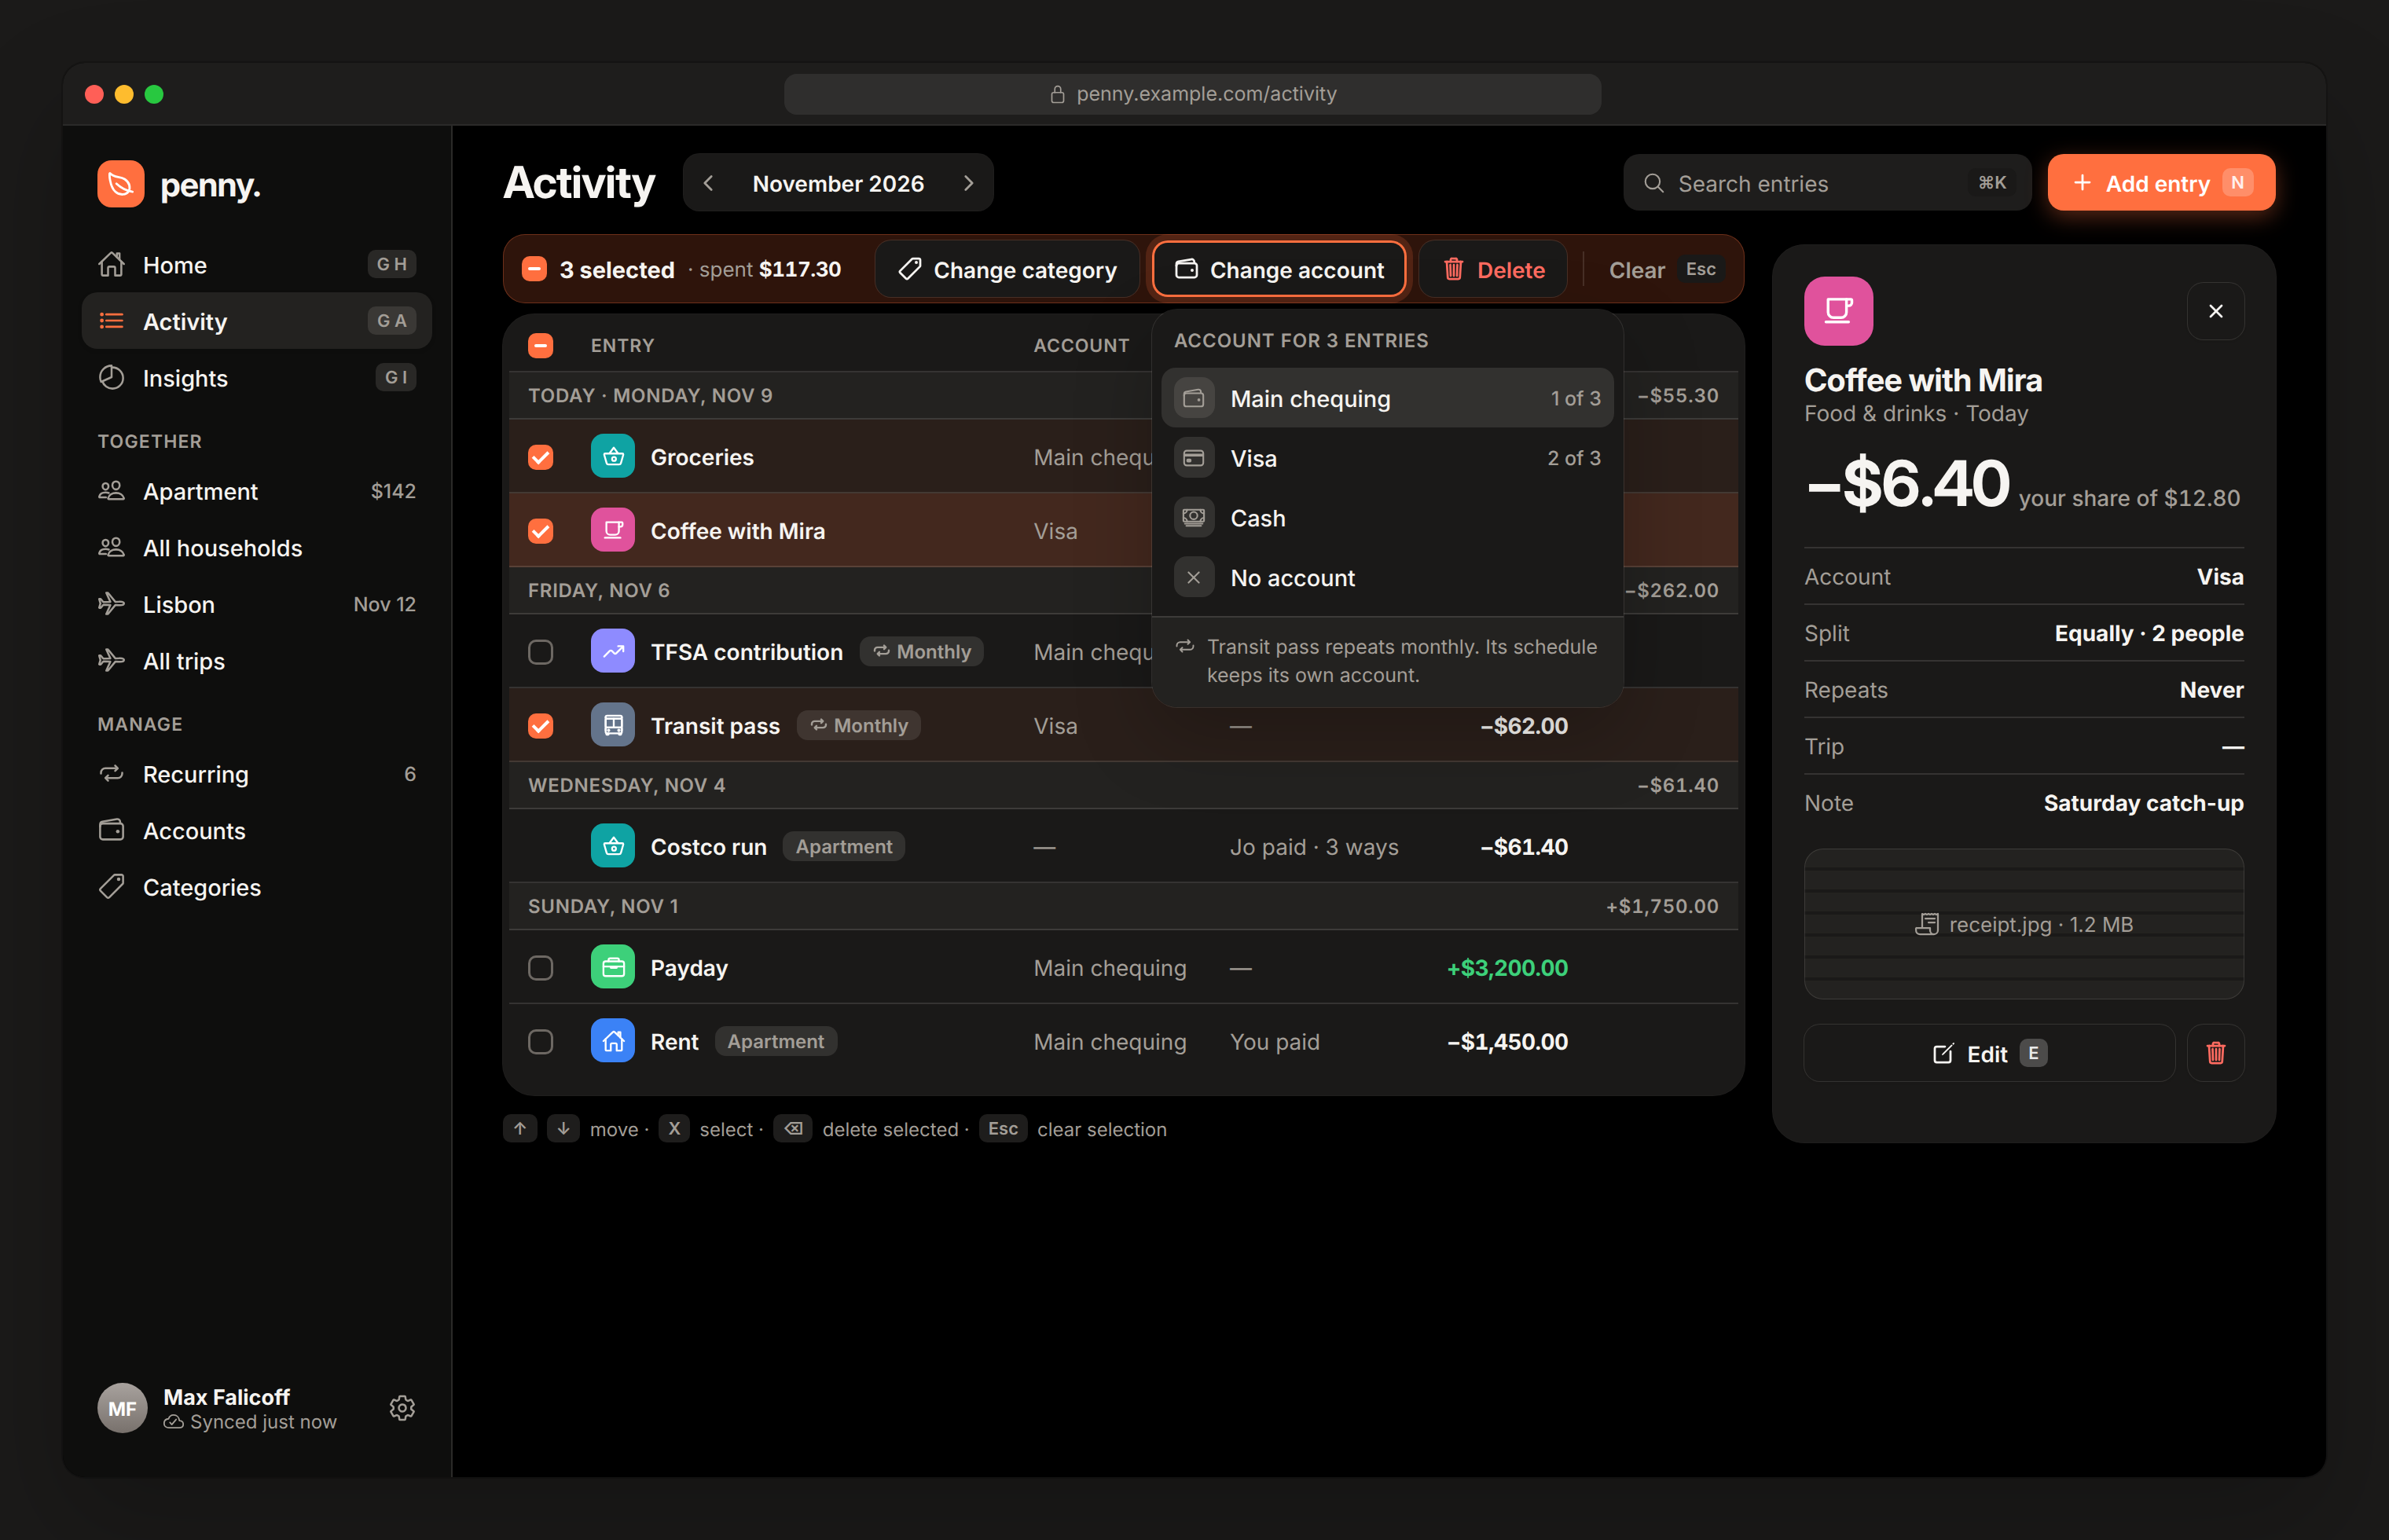 penny.example.com/activity
penny.
Home G H
Activity G A
Insights G I
TOGETHER
Apartment $142
All households
Lisbon Nov 12
All trips
MANAGE
Recurring 6
Accounts
Categories
MF Max Falicoff
Synced just now
Activity November 2026 Search entries ⌘K + Add entry N
3 selected · spent $117.30 Change category Change account Delete Clear Esc
ENTRY ACCOUNT
TODAY · MONDAY, NOV 9 −$55.30
Groceries Main chequ
Coffee with Mira Visa
FRIDAY, NOV 6 −$262.00
TFSA contribution Monthly Main chequ
Transit pass Monthly Visa — −$62.00
WEDNESDAY, NOV 4 −$61.40
Costco run Apartment — Jo paid · 3 ways −$61.40
SUNDAY, NOV 1 +$1,750.00
Payday Main chequing — +$3,200.00
Rent Apartment Main chequing You paid −$1,450.00
↑ ↓ move · X select · ⌫ delete selected · Esc clear selection
ACCOUNT FOR 3 ENTRIES
Main chequing 1 of 3
Visa 2 of 3
Cash
No account
Transit pass repeats monthly. Its schedule
keeps its own account.
Coffee with Mira
Food & drinks · Today
−$6.40 your share of $12.80
Account Visa
Split Equally · 2 people
Repeats Never
Trip —
Note Saturday catch-up
receipt.jpg · 1.2 MB
Edit E